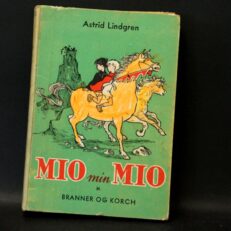 Astrid Lindgren
MIO min MIO
BRANNER OG KORCH